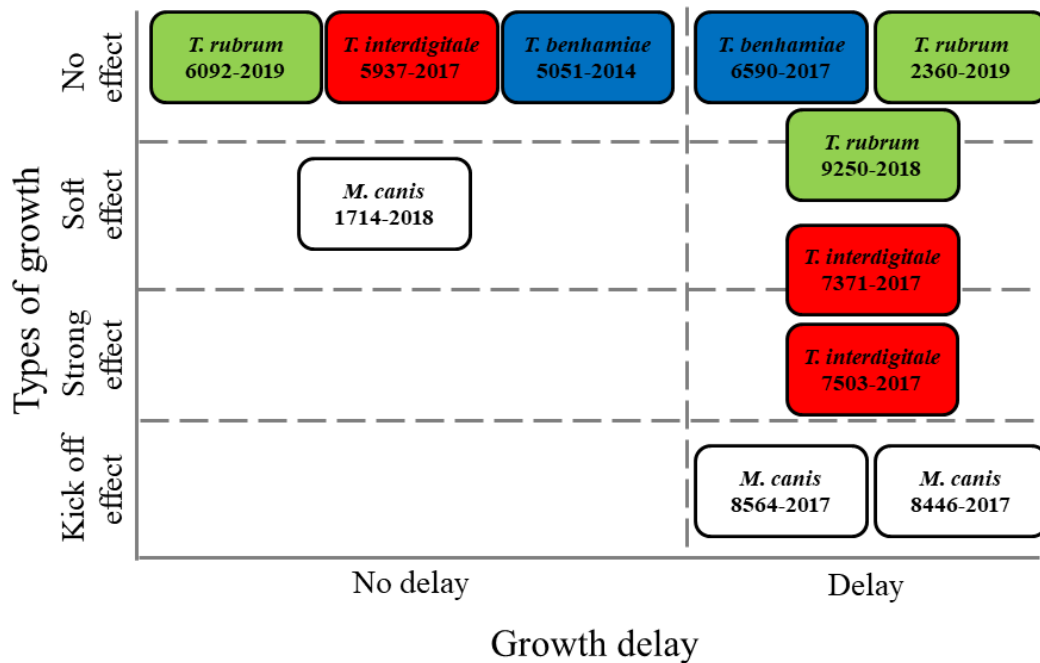 Types of growth
No
effect
Soft
effect
Strong
effect
Kick off
effect
T. rubrum
6092-2019
T. interdigitale
5937-2017
T. benhamiae
5051-2014
T. benhamiae
6590-2017
T. rubrum
2360-2019
T. rubrum
9250-2018
M. canis
1714-2018
T. interdigitale
7371-2017
T. interdigitale
7503-2017
M. canis
8564-2017
M. canis
8446-2017
No delay
Delay
Growth delay